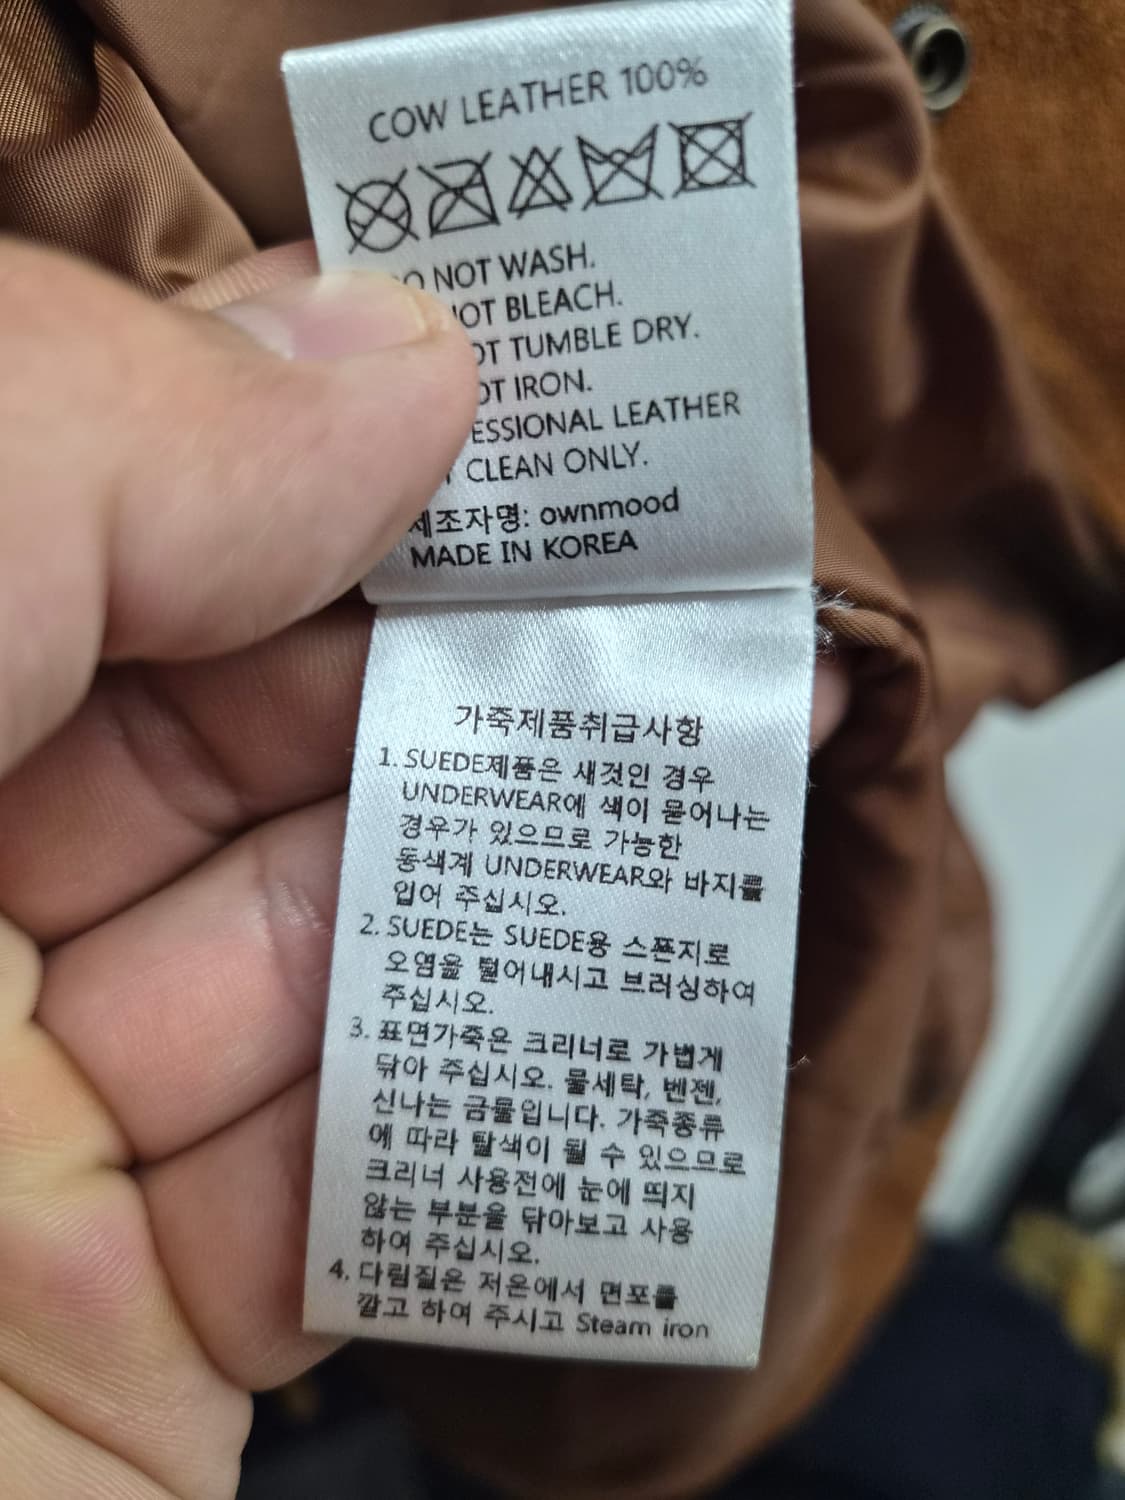 COW LEATHER 100%
O NOT WASH.
OT BLEACH.
OT TUMBLE DRY.
OT IRON.
ESSIONAL LEATHER
CLEAN ONLY.
제조자명: ownmood
MADE IN KOREA
가죽제품취급사항
1. SUEDE제품은 새것인 경우
UNDERWEAR에 색이 묻어나는
경우가 있으므로 가능한
동색계 UNDERWEAR와 바지를
입어 주십시오.
2. SUEDE는 SUEDE용 스폰지로
오염을 털어내시고 브러싱하여
주십시오.
3. 표면가죽은 크리너로 가볍게
닦아 주십시오. 물세탁, 벤젠,
신나는 금물입니다. 가죽종류
에 따라 탈색이 될 수 있으므로
크리너 사용전에 눈에 띄지
않는 부분을 닦아보고 사용
하여 주십시오.
4. 다림질은 저온에서 면포를
깔고 하여 주시고 Steam iron